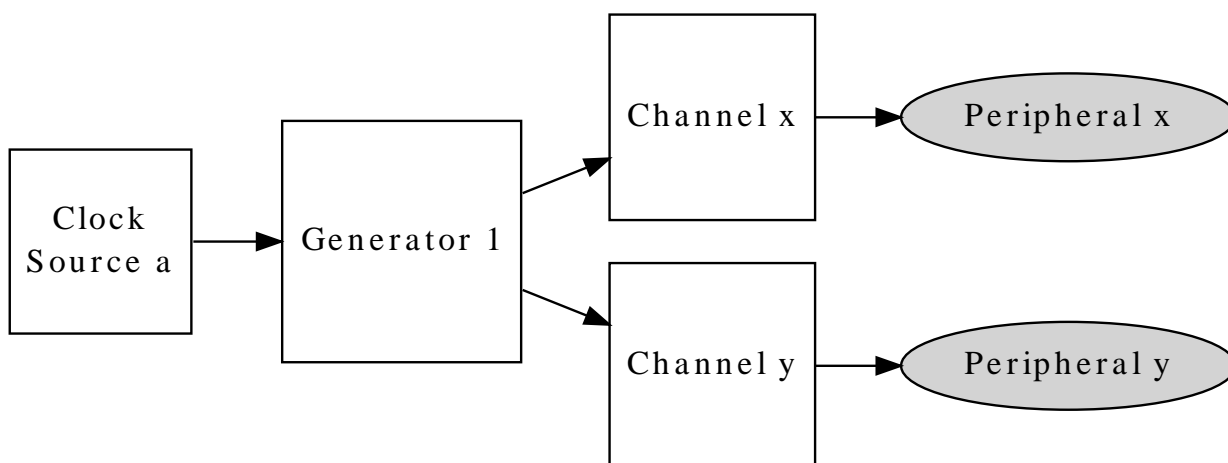 Clock
Source a
Generator 1
Channel x
Peripheral x
Channel y
Peripheral y